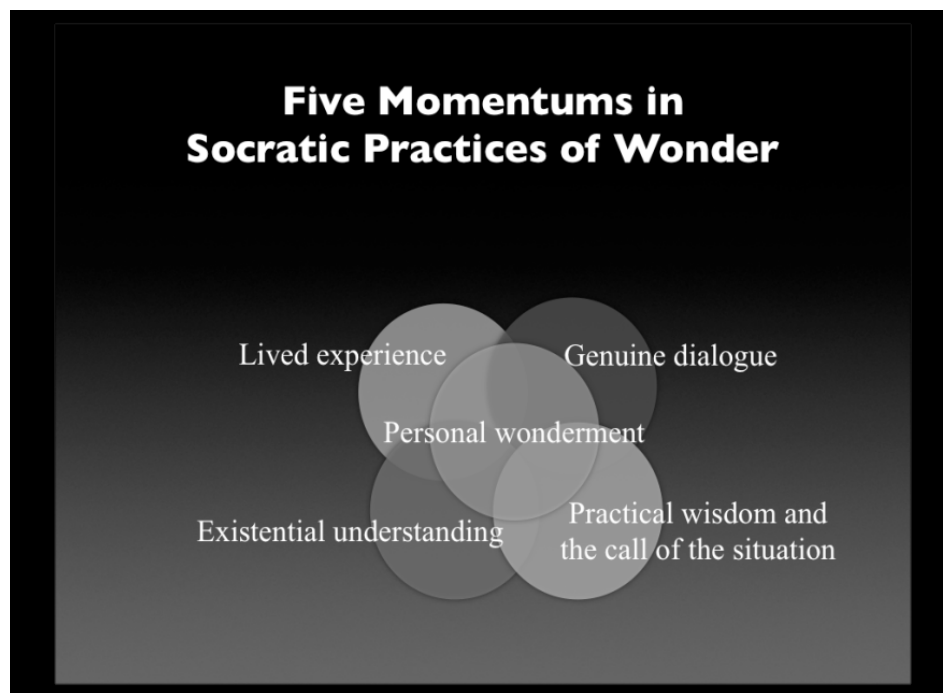 Five Momentums in
Socratic Practices of Wonder
Lived experience
Genuine dialogue
Personal wonderment
Existential understanding
Practical wisdom and
the call of the situation